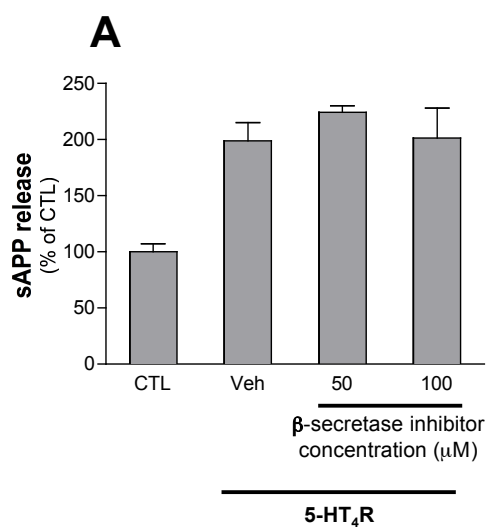 A
sAPP release
(% of CTL)
250
200
150
100
50
0
CTL Veh 50 100
β-secretase inhibitor
concentration (μM)
5-HT₄R